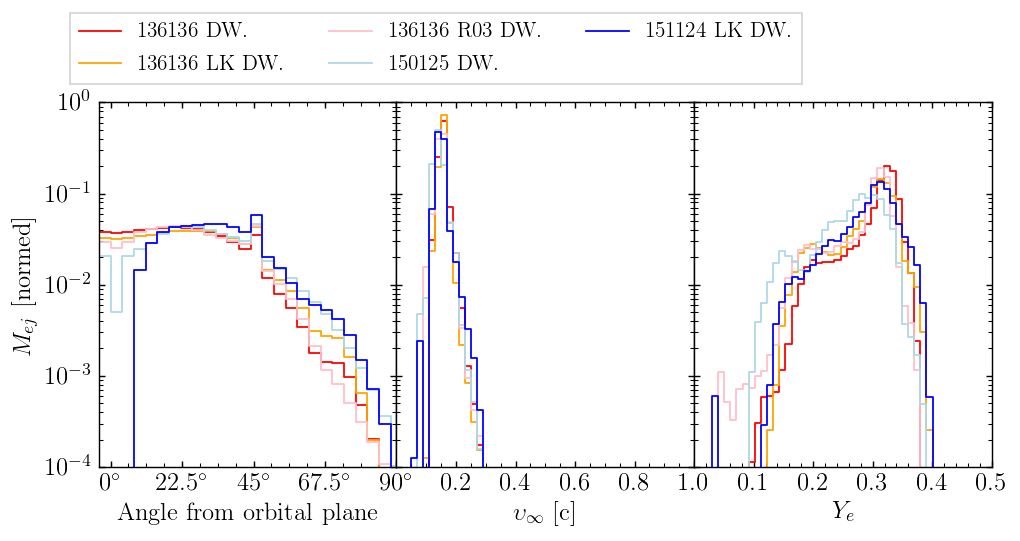 136136 DW. 136136 R03 DW. 151124 LK DW.
136136 LK DW. 150125 DW.
10⁰
10⁻¹
10⁻²
10⁻³
10⁻⁴
M_ej [normed]
0° 22.5° 45° 67.5° 90 0.2 0.4 0.6 0.8 1.0 0.1 0.2 0.3 0.4 0.5
Angle from orbital plane υ_∞ [c] Y_e